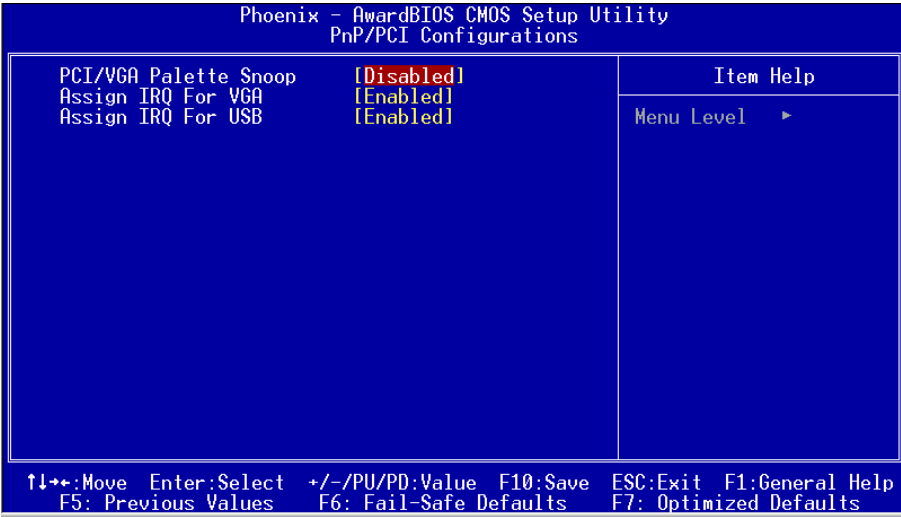 Phoenix - AwardBIOS CMOS Setup Utility
PnP/PCI Configurations
PCI/VGA Palette Snoop [Disabled]
Assign IRQ For VGA [Enabled]
Assign IRQ For USB [Enabled]
Item Help
Menu Level ►
↑↓→←:Move Enter:Select +/-/PU/PD:Value F10:Save ESC:Exit F1:General Help
F5: Previous Values F6: Fail-Safe Defaults F7: Optimized Defaults